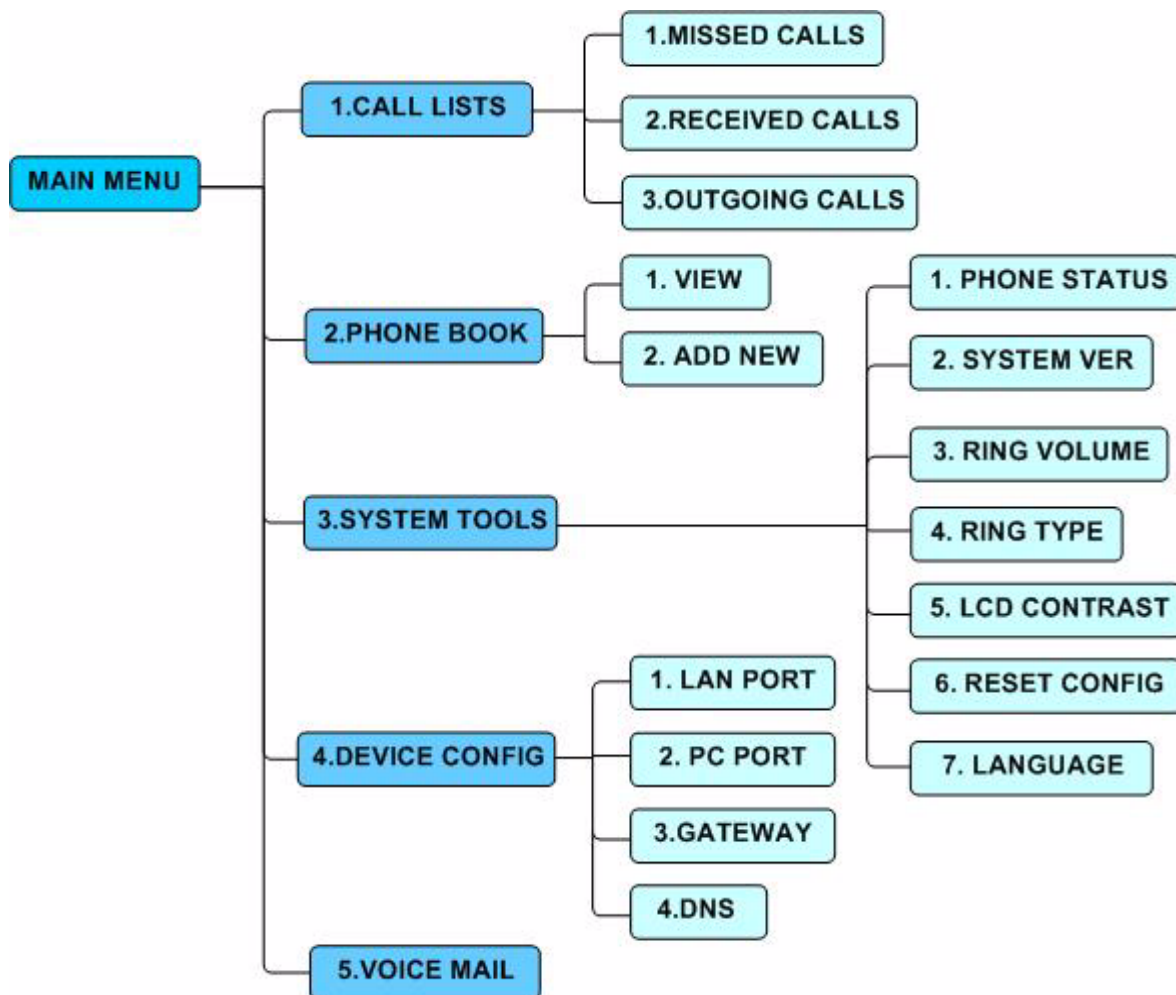 MAIN MENU
1.CALL LISTS
1.MISSED CALLS
2.RECEIVED CALLS
3.OUTGOING CALLS
2.PHONE BOOK
1. VIEW
2. ADD NEW
3.SYSTEM TOOLS
1. PHONE STATUS
2. SYSTEM VER
3. RING VOLUME
4. RING TYPE
5. LCD CONTRAST
6. RESET CONFIG
7. LANGUAGE
4.DEVICE CONFIG
1. LAN PORT
2. PC PORT
3.GATEWAY
4.DNS
5.VOICE MAIL